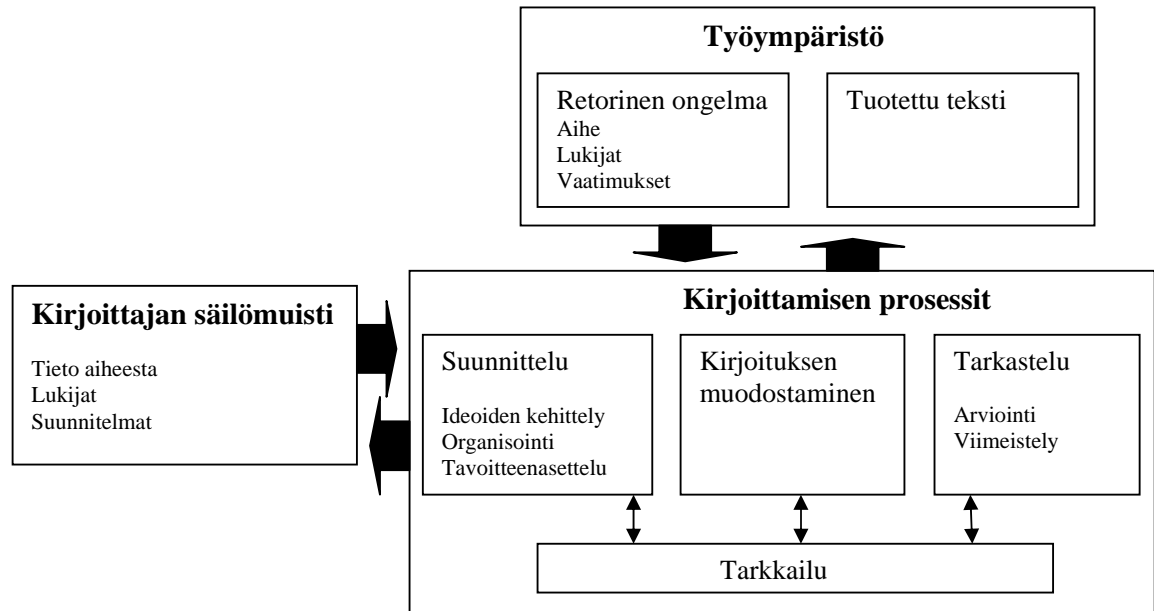 Työympäristö
Retorinen ongelma
Aihe
Lukijat
Vaatimukset
Tuotettu teksti
Kirjoittajan säilömuisti
Tieto aiheesta
Lukijat
Suunnitelmat
Kirjoittamisen prosessit
Suunnittelu
Ideoiden kehittely
Organisointi
Tavoitteenasettelu
Kirjoituksen
muodostaminen
Tarkastelu
Arviointi
Viimeistely
Tarkkailu